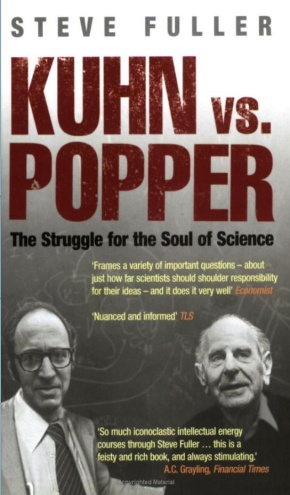 STEVE FULLER
KUHN vs.
POPPER
The Struggle for the Soul of Science
'Frames a variety of important questions – about
just how far scientists should shoulder responsibility
for their ideas – and it does it very well' Economist
'Nuanced and informed' TLS
'So much iconoclastic intellectual energy
courses through Steve Fuller ... this is a
feisty and rich book, and always stimulating.'
A.C. Grayling, Financial Times
Copyrighted Material